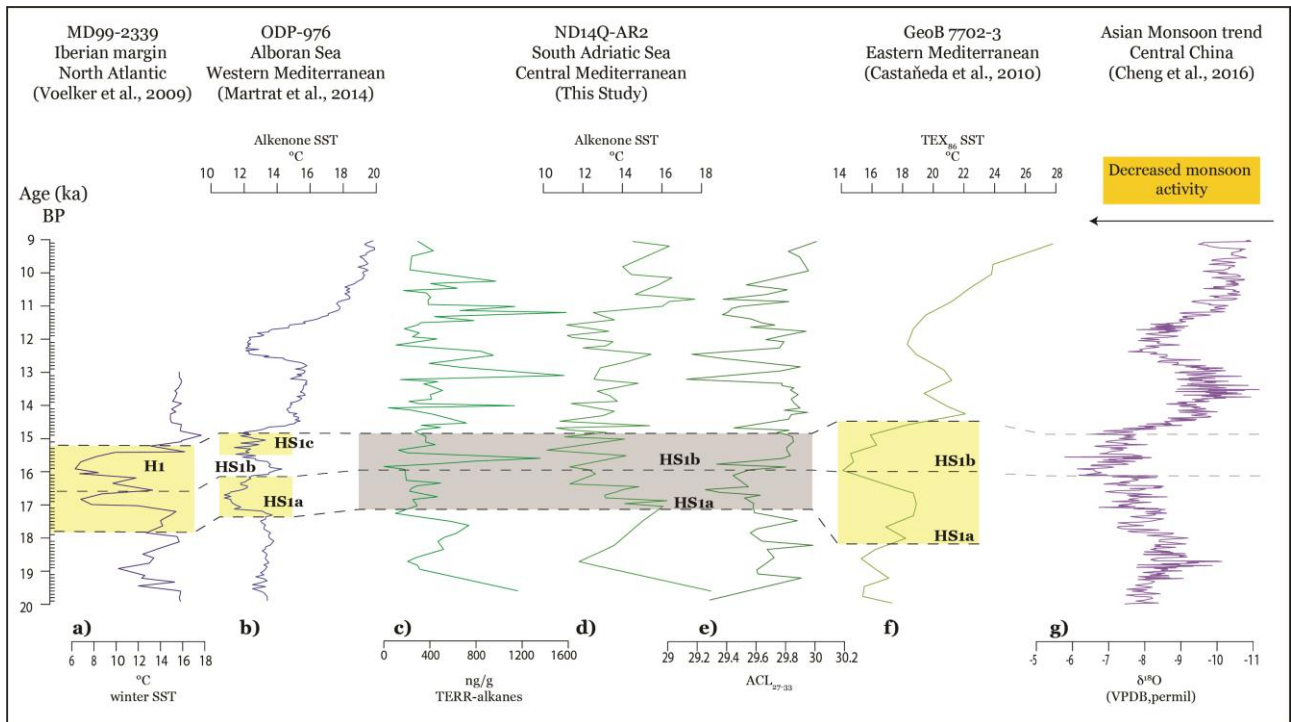 MD99-2339
Iberian margin
North Atlantic
(Voelker et al., 2009)
ODP-976
Alboran Sea
Western Mediterranean
(Martrat et al., 2014)
ND14Q-AR2
South Adriatic Sea
Central Mediterranean
(This Study)
GeoB 7702-3
Eastern Mediterranean
(Castañeda et al., 2010)
Asian Monsoon trend
Central China
(Cheng et al., 2016)
Alkenone SST
°C
10 12 14 16 18 20
Alkenone SST
°C
10 12 14 16 18
TEX86 SST
°C
14 16 18 20 22 24 26 28
Decreased monsoon
activity
Age (ka)
BP
9
10
11
12
13
14
15
16
17
18
19
20
H1
HS1c
HS1b
HS1a
HS1b
HS1a
HS1b
HS1a
a)
b)
c)
d)
e)
f)
g)
6 8 10 12 14 16 18
°C
winter SST
0 400 800 1200 1600
ng/g
TERR-alkanes
29 29.2 29.4 29.6 29.8 30 30.2
ACL27-33
-5 -6 -7 -8 -9 -10 -11
δ18O
(VPDB,permil)